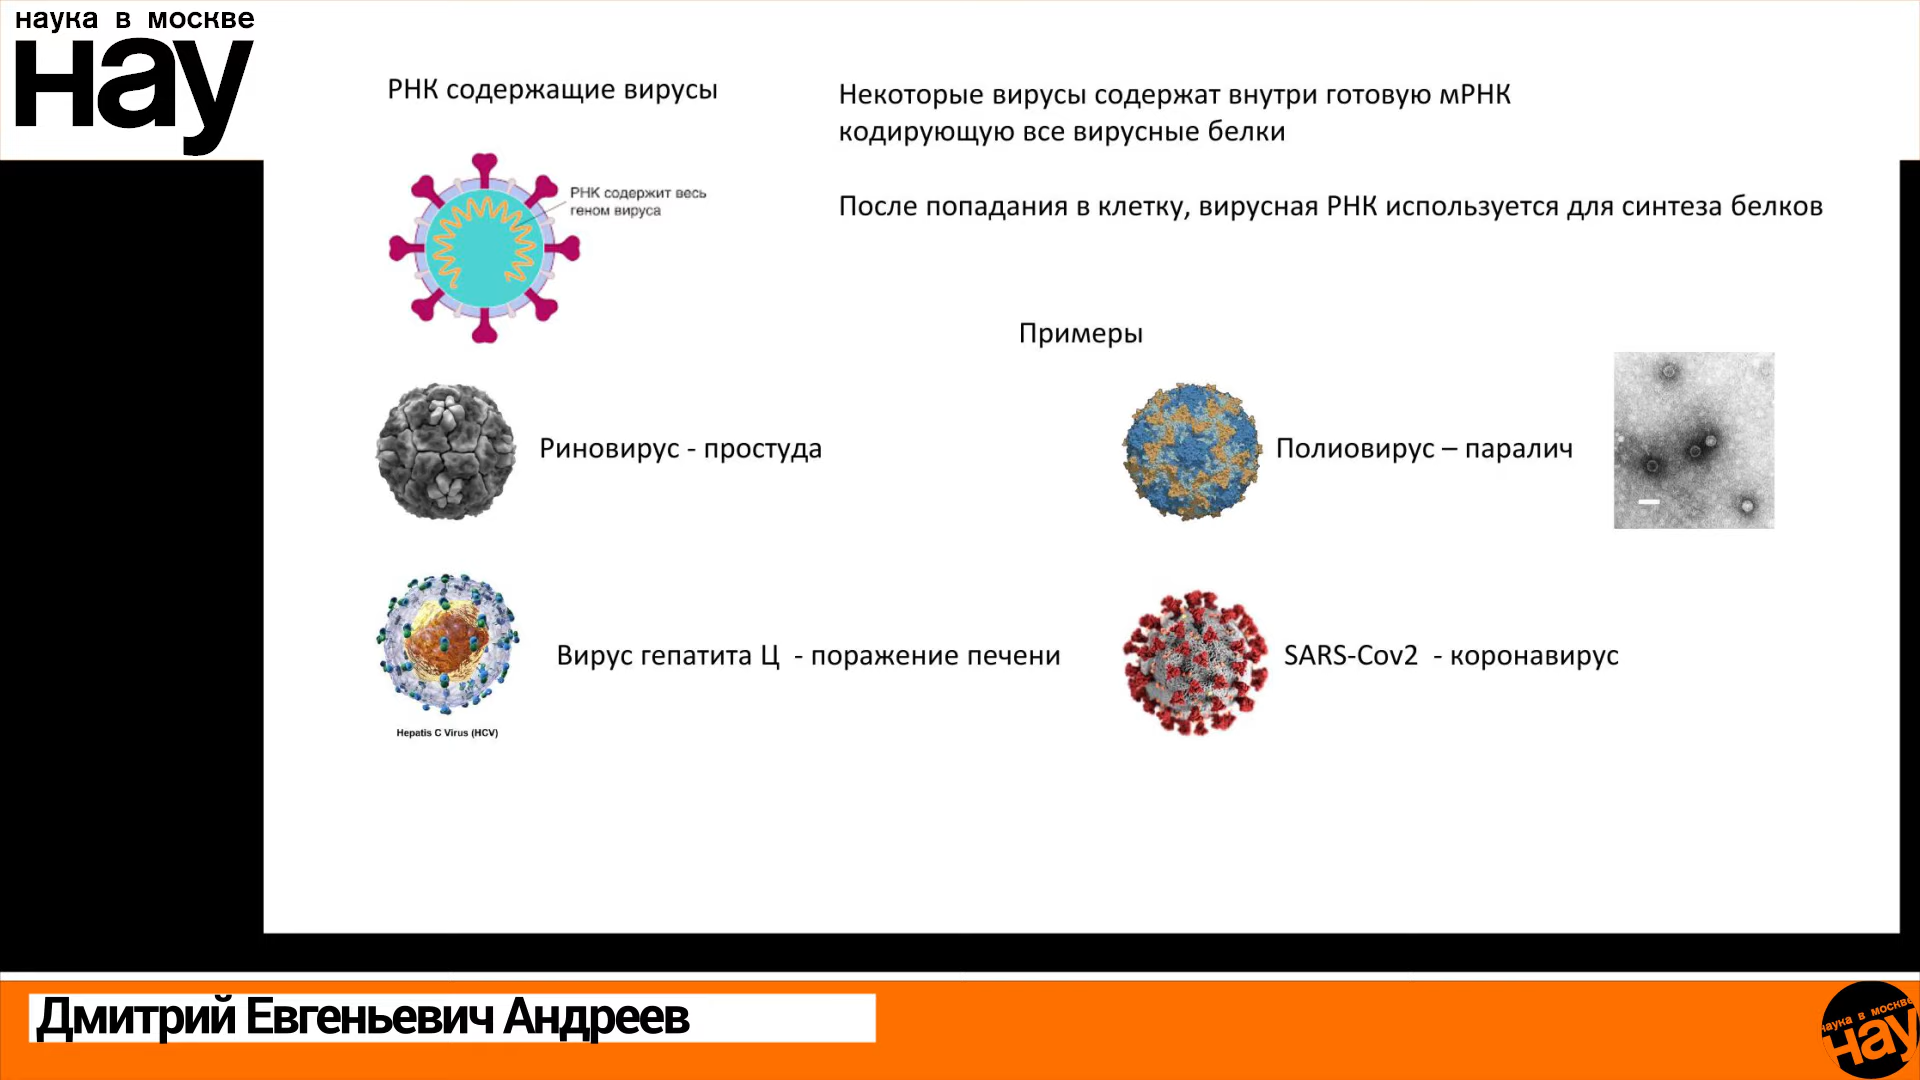 наука в москве
нау
РНК содержащие вирусы
Некоторые вирусы содержат внутри готовую мРНК
кодирующую все вирусные белки
РНК содержит весь
геном вируса
После попадания в клетку, вирусная РНК используется для синтеза белков
Примеры
Риновирус - простуда
Полиовирус – паралич
Вирус гепатита Ц - поражение печени
SARS-Cov2 - коронавирус
Hepatis C Virus (HCV)
Дмитрий Евгеньевич Андреев
наука в москве
нау